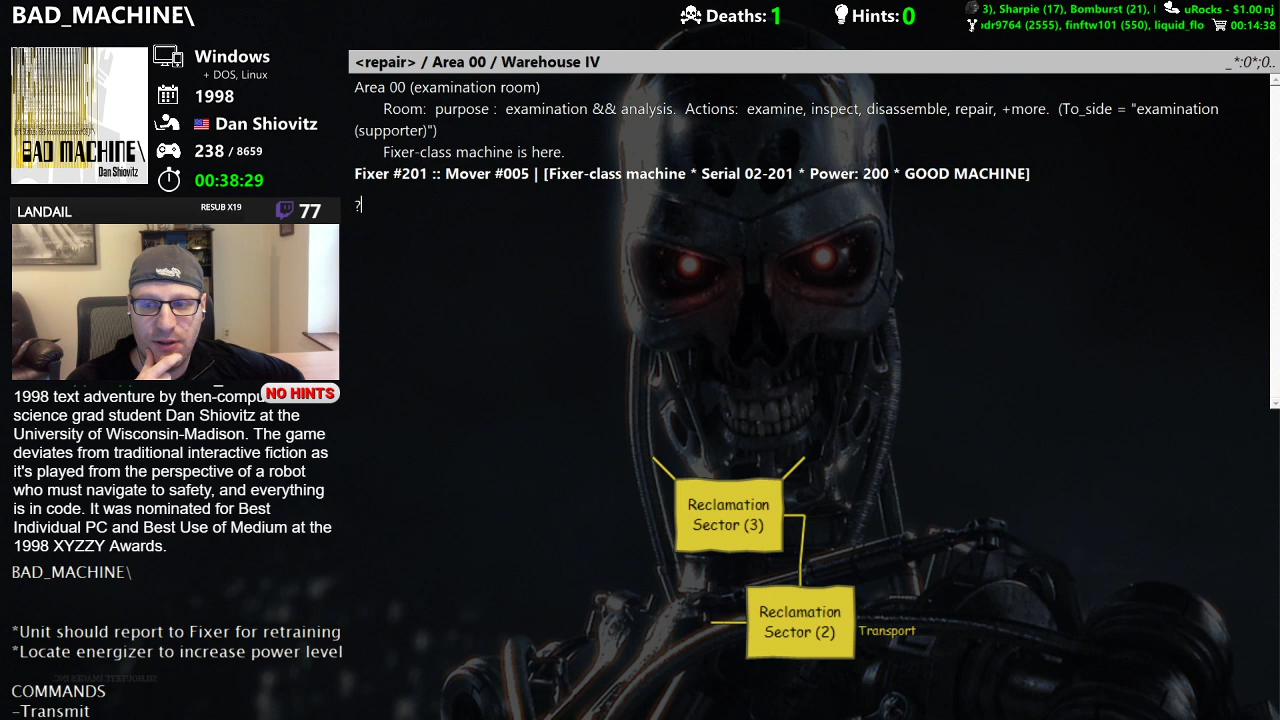 BAD_MACHINE\
Deaths: 1
Hints: 0
3), Sharpie (17), Bomburst (21),
uRocks - $1.00 nj
dr9764 (2555), finftw101 (550), liquid_flo
00:14:38
Windows
+ DOS, Linux
1998
Dan Shiovitz
238 / 8659
00:38:29
BAD MACHINE\
Dan Shiovitz
LANDAIL
RESUB X19
77
<repair> / Area 00 / Warehouse IV
_*:0*;0..
Area 00 (examination room)
Room: purpose : examination && analysis. Actions: examine, inspect, disassemble, repair, +more. (To_side = "examination
(supporter)")
Fixer-class machine is here.
Fixer #201 :: Mover #005 | [Fixer-class machine * Serial 02-201 * Power: 200 * GOOD MACHINE]
?
NO HINTS
1998 text adventure by then-compu
science grad student Dan Shiovitz at the
University of Wisconsin-Madison. The game
deviates from traditional interactive fiction as
it's played from the perspective of a robot
who must navigate to safety, and everything
is in code. It was nominated for Best
Individual PC and Best Use of Medium at the
1998 XYZZY Awards.
BAD_MACHINE\
*Unit should report to Fixer for retraining
*Locate energizer to increase power level
COMMANDS
-Transmit
Reclamation
Sector (3)
Reclamation
Sector (2)
Transport